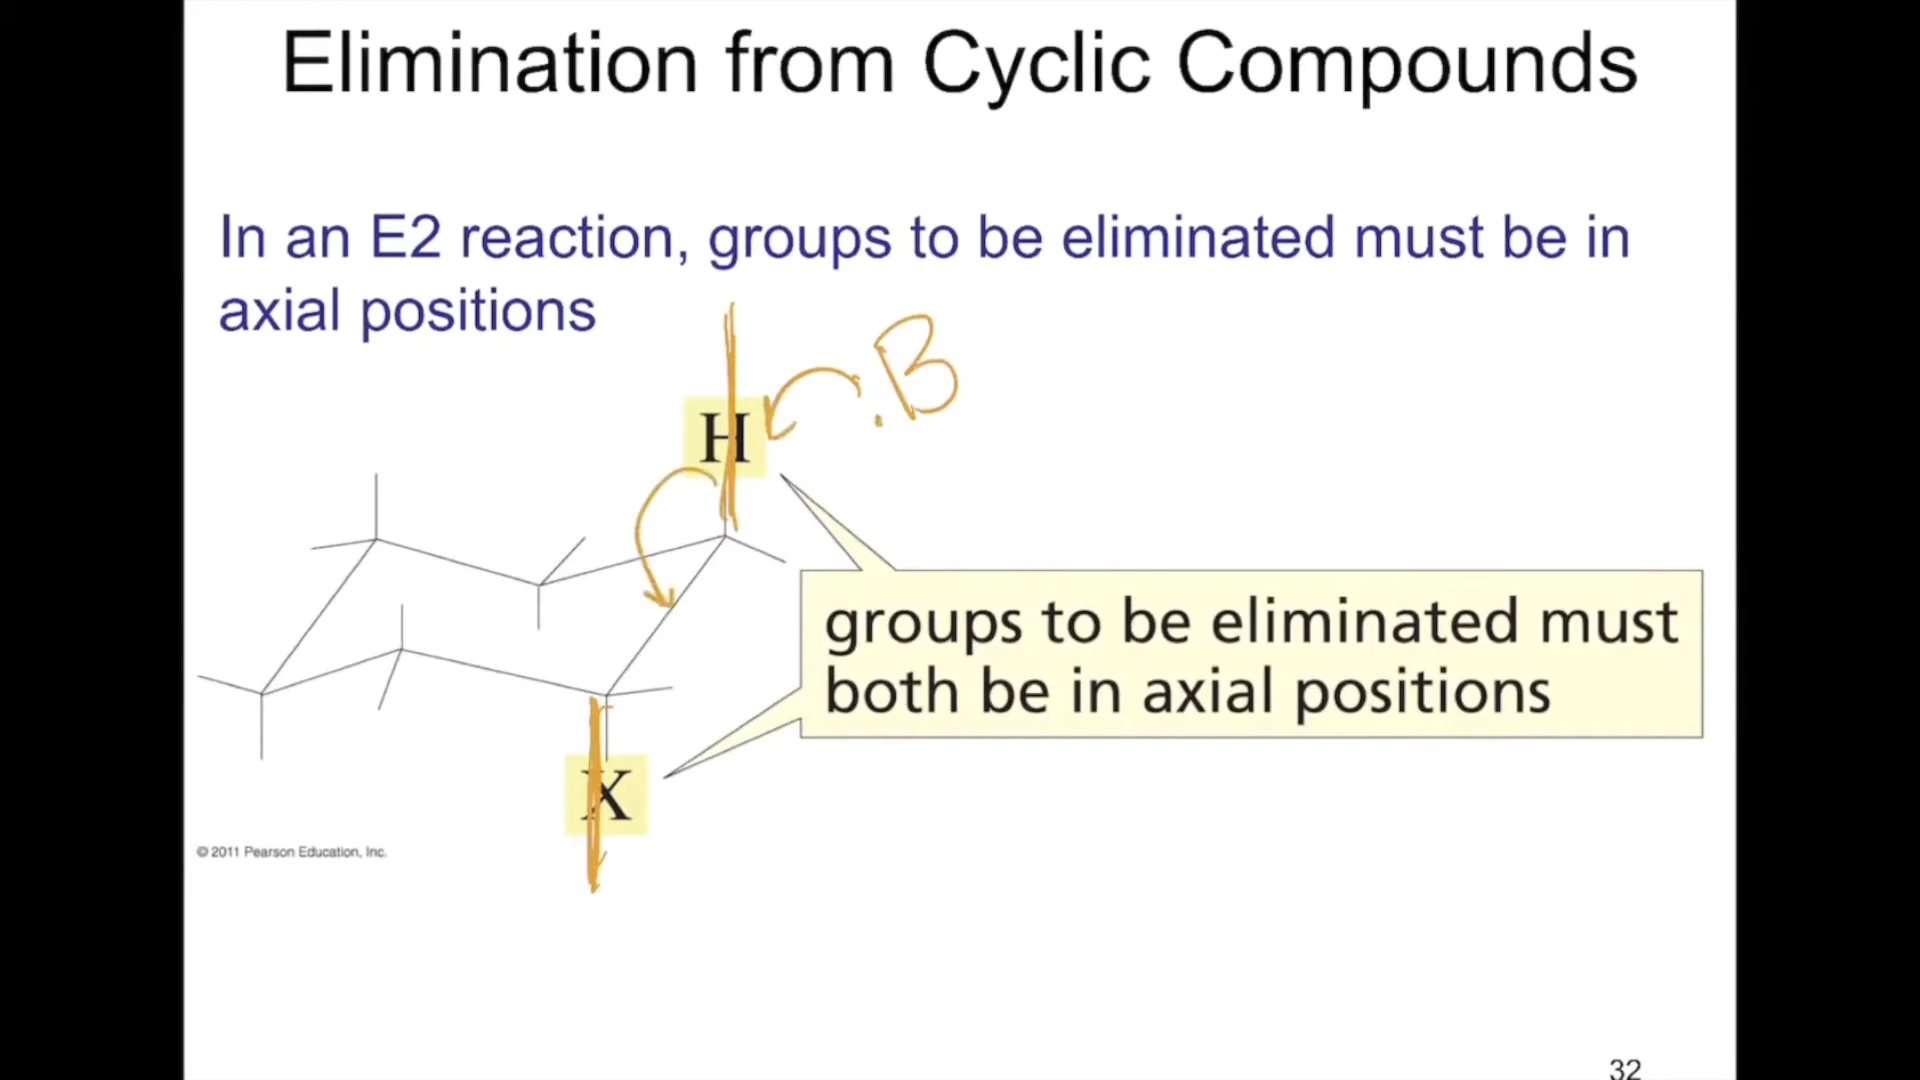 Elimination from Cyclic Compounds
In an E2 reaction, groups to be eliminated must be in
axial positions
:B
H
groups to be eliminated must
both be in axial positions
X
© 2011 Pearson Education, Inc.
32